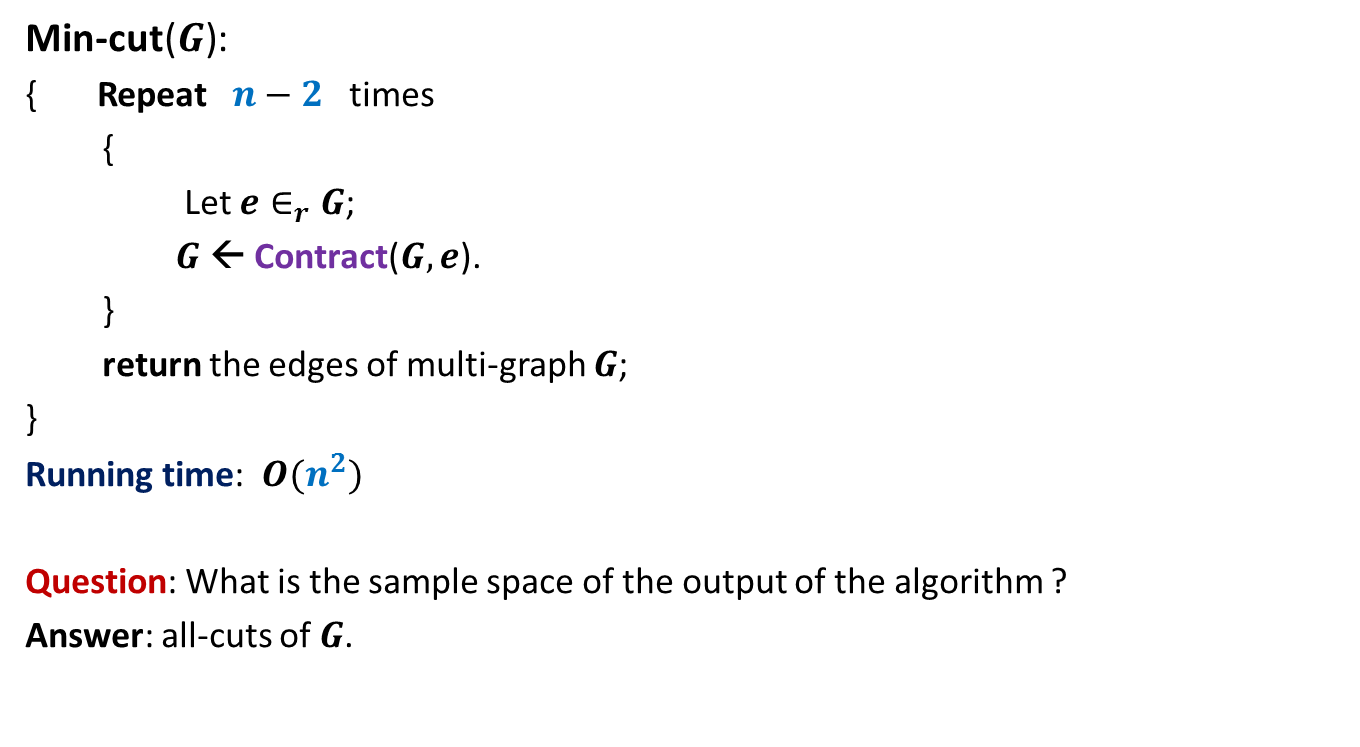 Min-cut(G):
{ Repeat n − 2 times
{
Let e ∈r G;
G ← Contract(G, e).
}
return the edges of multi-graph G;
}
Running time: O(n²)
Question: What is the sample space of the output of the algorithm ?
Answer: all-cuts of G.